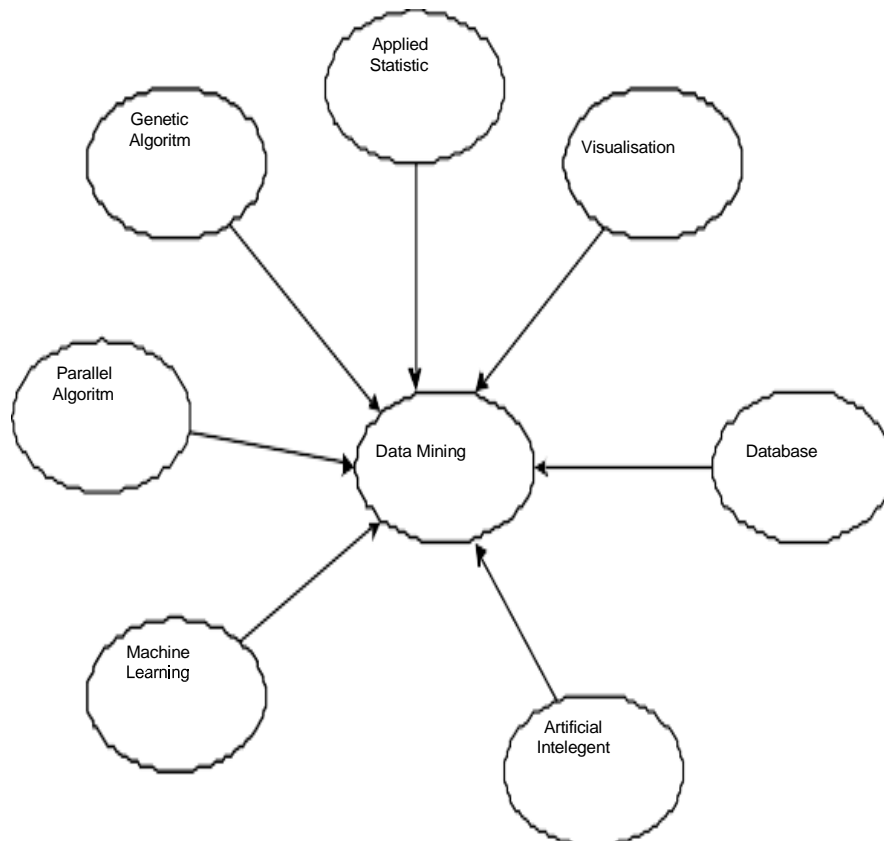 Applied
Statistic
Genetic
Algoritm
Visualisation
Parallel
Algoritm
Data Mining
Database
Machine
Learning
Artificial
Intelegent